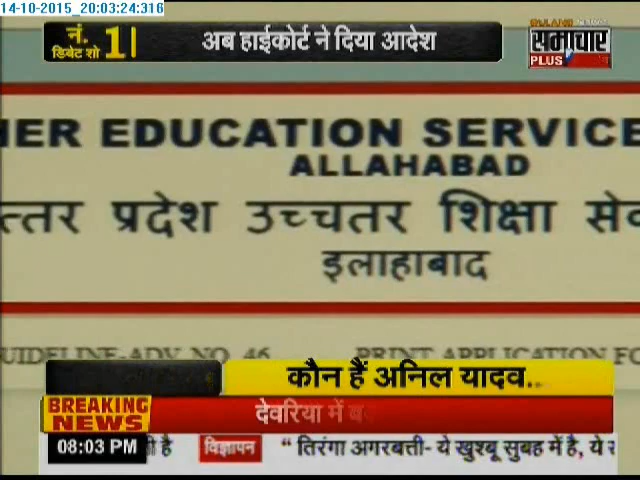 14-10-2015_20:03:24:316
नं. 1
डिबेट शो
अब हाईकोर्ट ने दिया आदेश
समाचार
PLUS
HER EDUCATION SERVICE
ALLAHABAD
त्तर प्रदेश उच्चतर शिक्षा सेव
इलाहाबाद
GUIDELINE-ADV. NO. 46 PRINT APPLICATION FO
कौन हैं अनिल यादव..
BREAKING
NEWS
देवरिया में
08:03 PM
है विज्ञापन “ तिरंगा अगरबत्ती- ये खुश्बू सुबह में है, ये